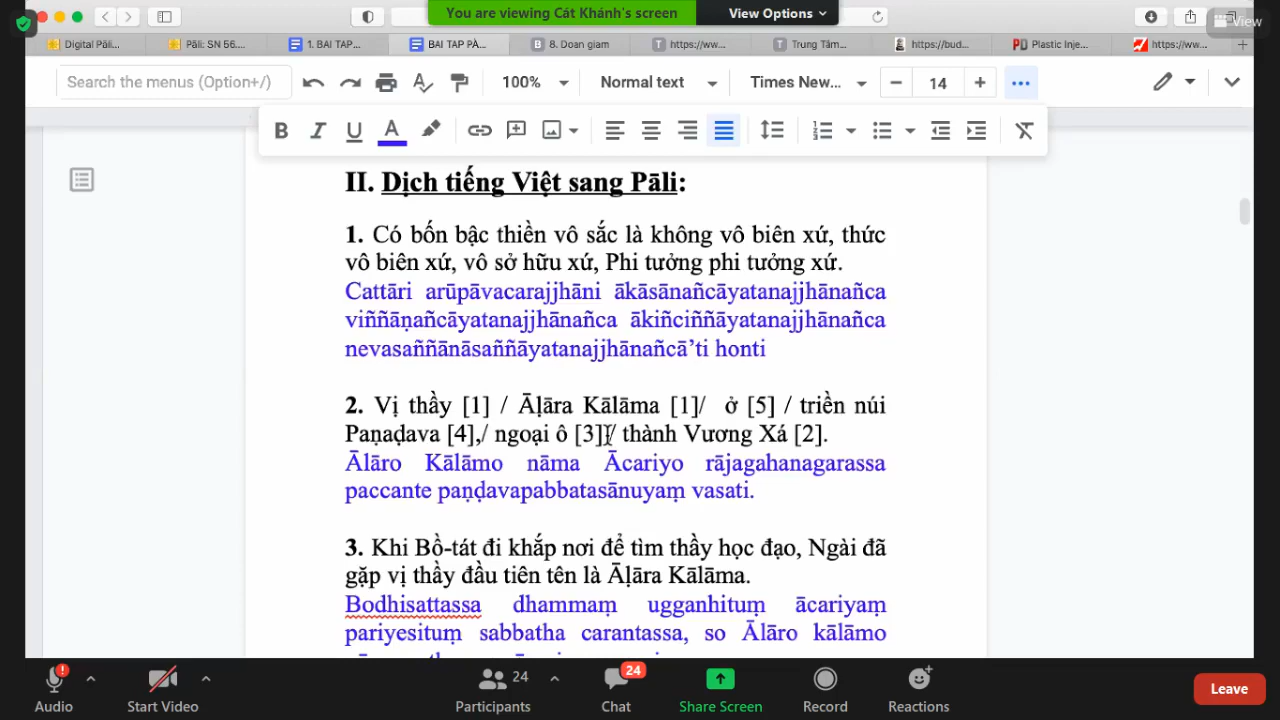 You are viewing Cát Khánh's screen
View Options
View
Digital Pāli...
Pāli: SN 56....
1. BAI TAP...
BAI TAP PÀ...
8. Doan giam
https://ww...
Trung Tâm...
https://bud...
Plastic Inje...
https://ww...
Search the menus (Option+/)
100%
Normal text
Times New...
14
II. Dịch tiếng Việt sang Pāli:
1. Có bốn bậc thiền vô sắc là không vô biên xứ, thức
vô biên xứ, vô sở hữu xứ, Phi tưởng phi tưởng xứ.
Cattāri arūpāvacarajjhāni ākāsānañcāyatanajjhānañca
viññāṇañcāyatanajjhānañca ākiñciññāyatanajjhānañca
nevasaññānāsaññāyatanajjhānañcā’ti honti
2. Vị thầy [1] / Āḷāra Kālāma [1]/ ở [5] / triền núi
Paṇaḍava [4],/ ngoại ô [3]/ thành Vương Xá [2].
Ālāro Kālāmo nāma Ācariyo rājagahanagarassa
paccante paṇḍavapabbatasānuyaṃ vasati.
3. Khi Bồ-tát đi khắp nơi để tìm thầy học đạo, Ngài đã
gặp vị thầy đầu tiên tên là Āḷāra Kālāma.
Bodhisattassa dhammaṃ ugganhituṃ ācariyaṃ
pariyesituṃ sabbatha carantassa, so Ālāro kālāmo
Audio
Start Video
24
Participants
24
Chat
Share Screen
Record
Reactions
Leave